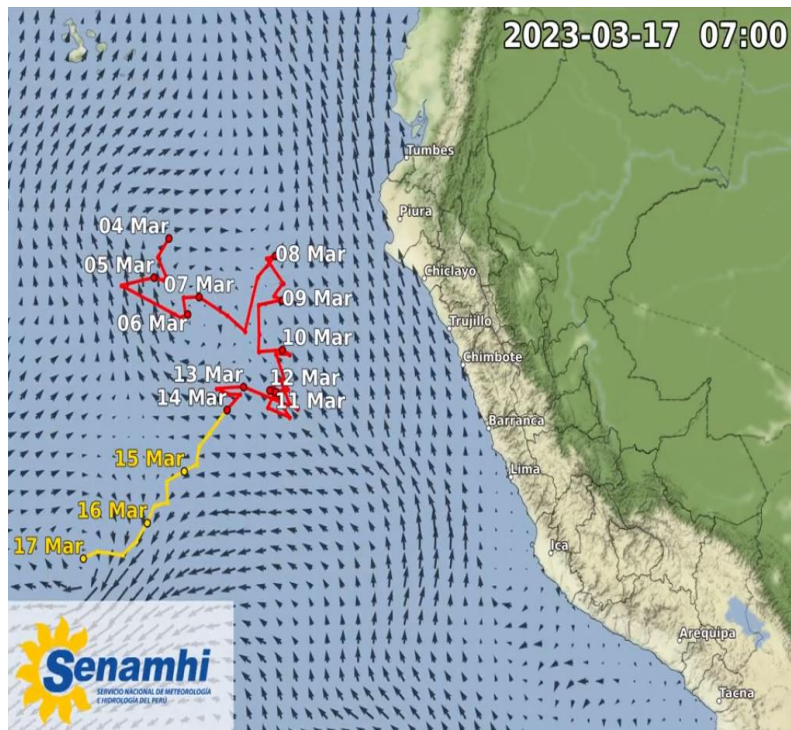 2023-03-17 07:00
Tumbes
Piura
04 Mar
08 Mar
05 Mar
Chiclayo
07 Mar
09 Mar
06 Mar
Trujillo
10 Mar
Chimbote
13 Mar
12 Mar
14 Mar
11 Mar
Barranca
15 Mar
Lima
16 Mar
17 Mar
Ica
Arequipa
Senamhi
SERVICIO NACIONAL DE METEOROLOGÍA
E HIDROLOGÍA DEL PERÚ
Tacna